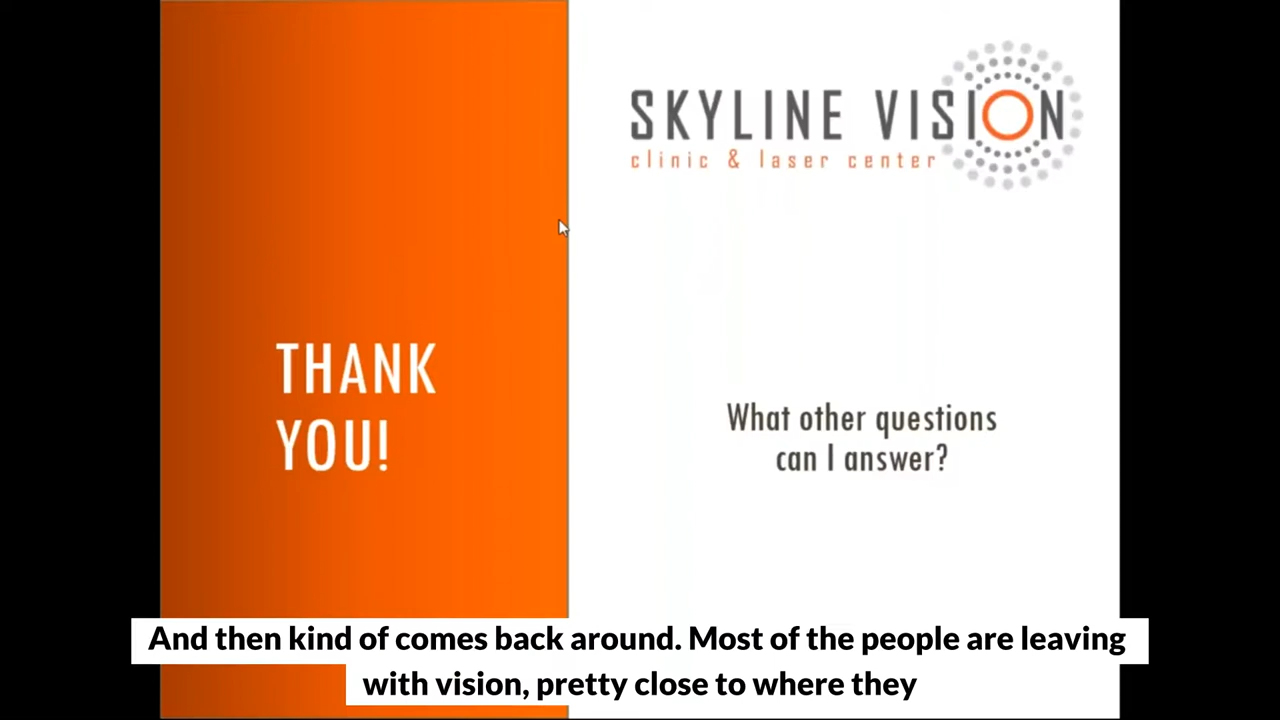 SKYLINE VISION
clinic & laser center
THANK
YOU!
What other questions
can I answer?
And then kind of comes back around. Most of the people are leaving
with vision, pretty close to where they